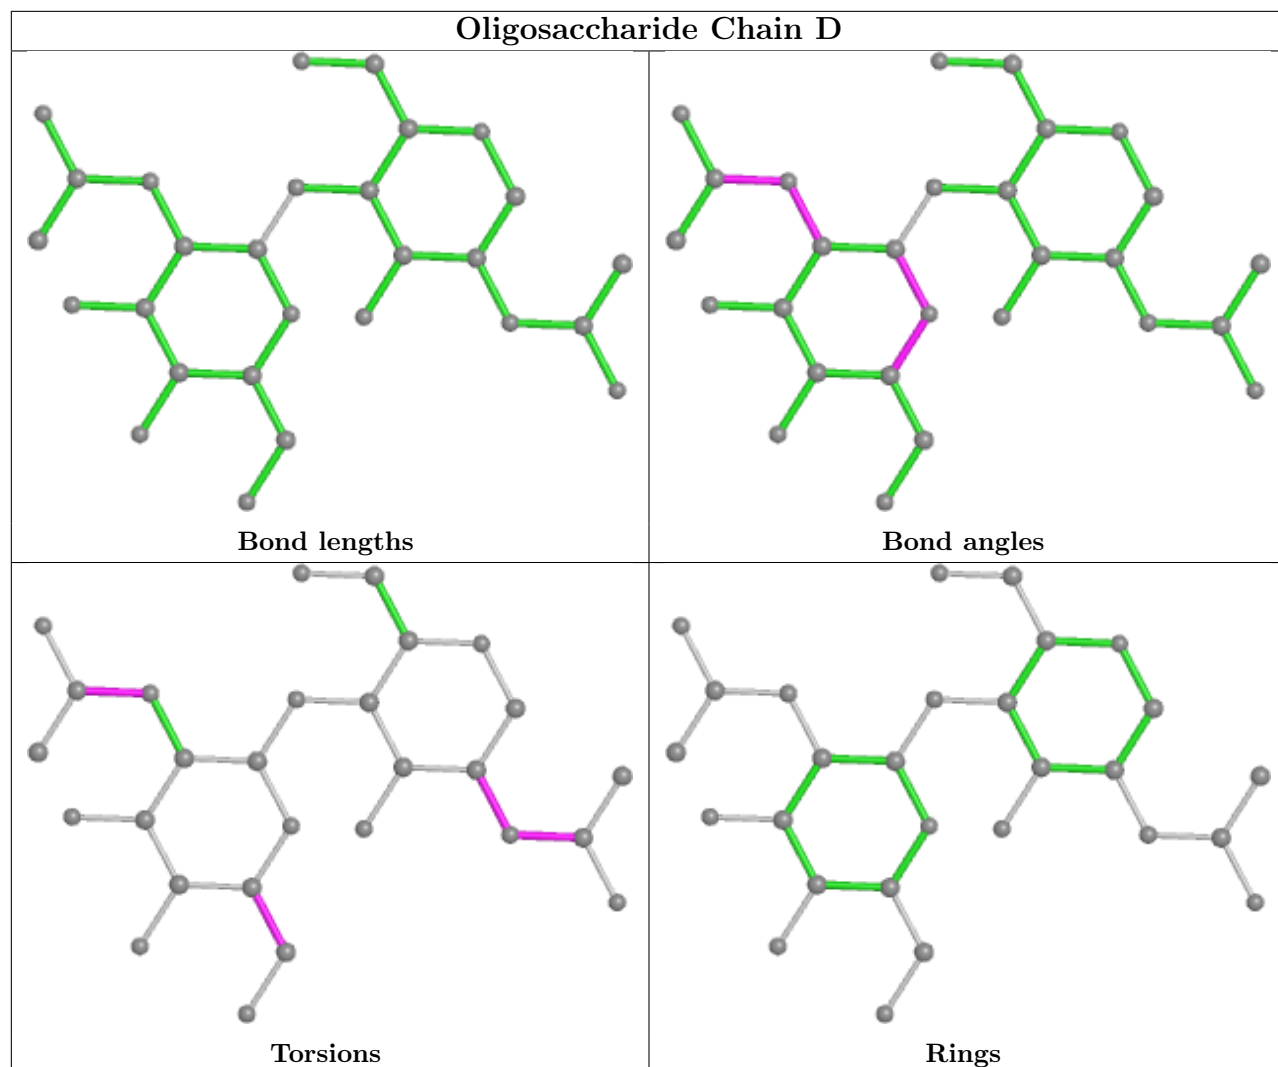 Oligosaccharide Chain D
Bond lengths
Bond angles
Torsions
Rings